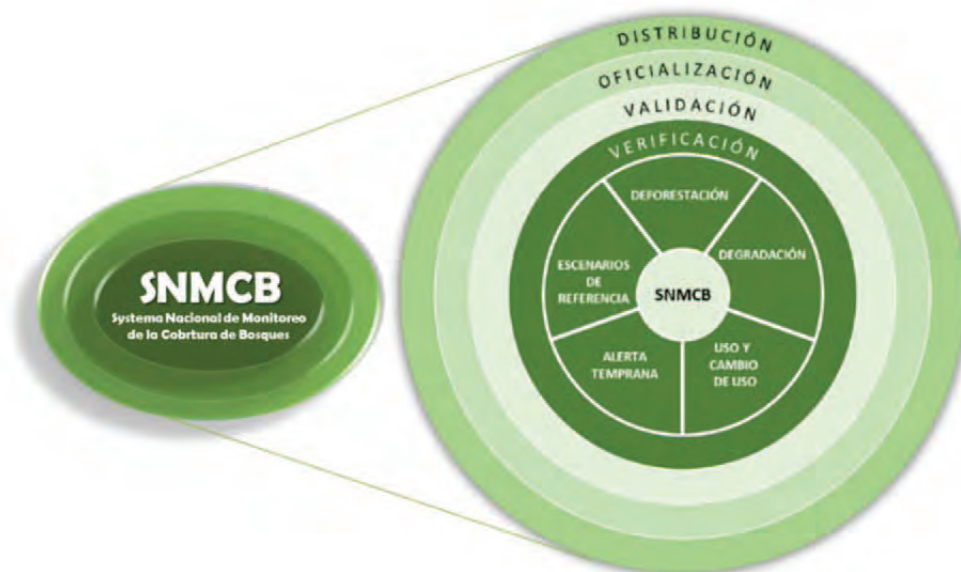 SNMCB
Systema Nacional de Monitoreo
de la Cobrtura de Bosques
DISTRIBUCIÓN
OFICIALIZACIÓN
VALIDACIÓN
VERIFICACIÓN
DEFORESTACIÓN
DEGRADACIÓN
USO Y
CAMBIO
DE USO
ALERTA
TEMPRANA
ESCENARIOS
DE
REFERENCIA
SNMCB